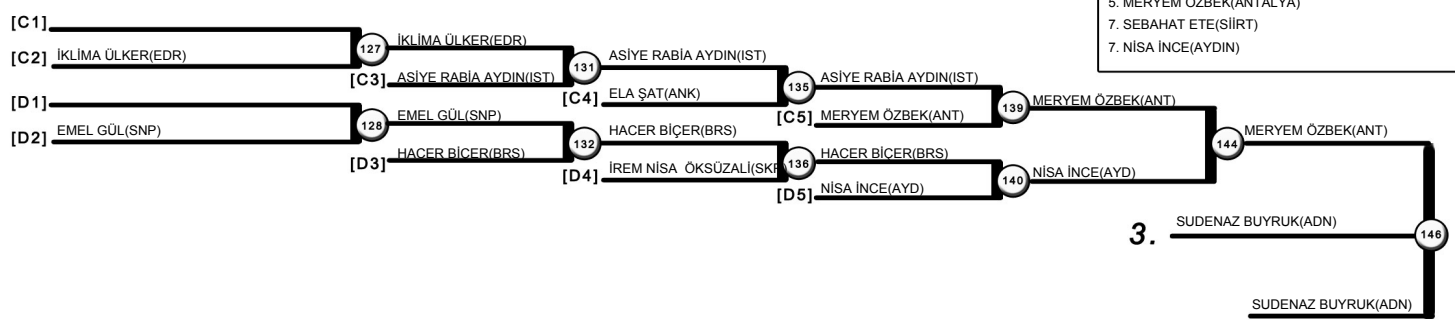 5. MERYEM ÖZBEK(ANTALYA)
7. SEBAHAT ETE(SİİRT)
7. NİSA İNCE(AYDIN)
[C1]
[C2] İKLİMA ÜLKER(EDR)
127
İKLİMA ÜLKER(EDR)
[C3] ASİYE RABİA AYDIN(IST)
131
ASİYE RABİA AYDIN(IST)
[C4] ELA ŞAT(ANK)
135
ASİYE RABİA AYDIN(IST)
[C5] MERYEM ÖZBEK(ANT)
139
MERYEM ÖZBEK(ANT)
[D1]
[D2] EMEL GÜL(SNP)
128
EMEL GÜL(SNP)
[D3] HACER BİÇER(BRS)
132
HACER BİÇER(BRS)
[D4] İREM NİSA ÖKSÜZALİ(SKR)
136
HACER BİÇER(BRS)
[D5] NİSA İNCE(AYD)
140
NİSA İNCE(AYD)
144
MERYEM ÖZBEK(ANT)
3. SUDENAZ BUYRUK(ADN)
146
SUDENAZ BUYRUK(ADN)